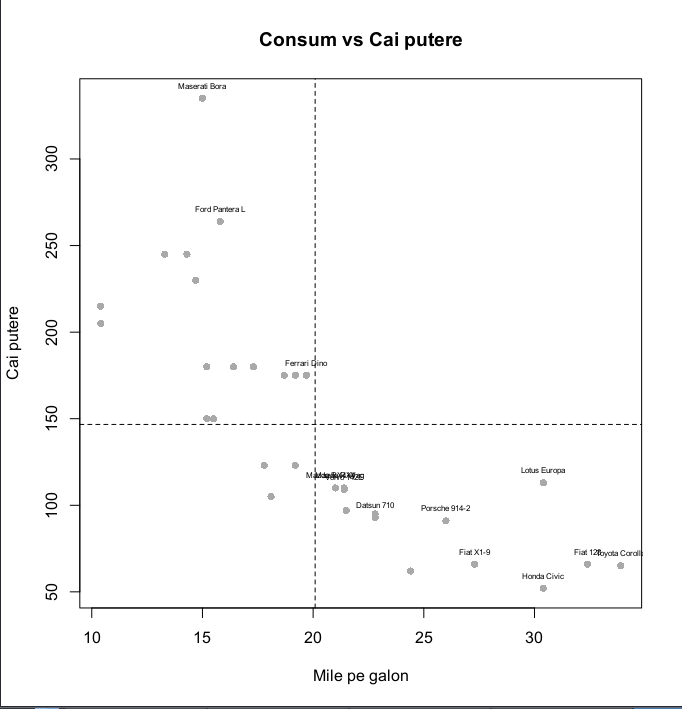 Consum vs Cai putere
Maserati Bora
Ford Pantera L
Ferrari Dino
Lotus Europa
Datsun 710
Porsche 914-2
Fiat X1-9
Fiat 128
Toyota Corolla
Honda Civic
Cai putere
300
250
200
150
100
50
10 15 20 25 30
Mile pe galon